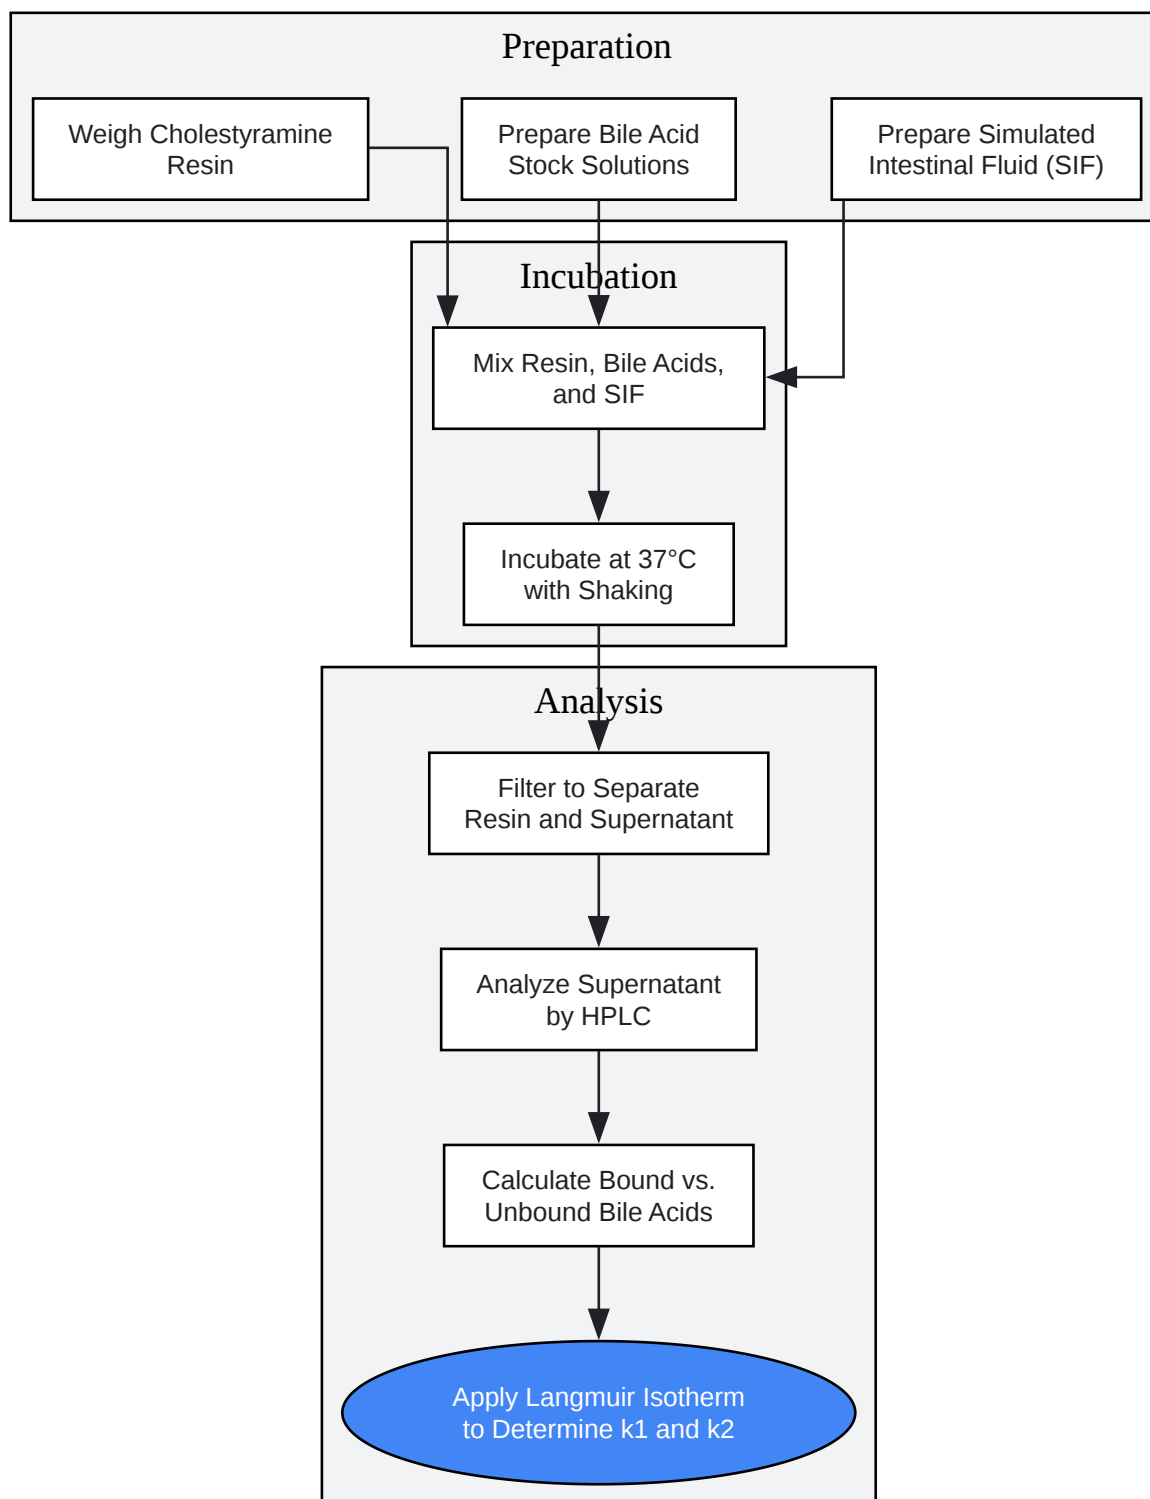 Preparation
Weigh Cholestyramine
Resin
Prepare Bile Acid
Stock Solutions
Prepare Simulated
Intestinal Fluid (SIF)
Incubation
Mix Resin, Bile Acids,
and SIF
Incubate at 37°C
with Shaking
Analysis
Filter to Separate
Resin and Supernatant
Analyze Supernatant
by HPLC
Calculate Bound vs.
Unbound Bile Acids
Apply Langmuir Isotherm
to Determine k1 and k2